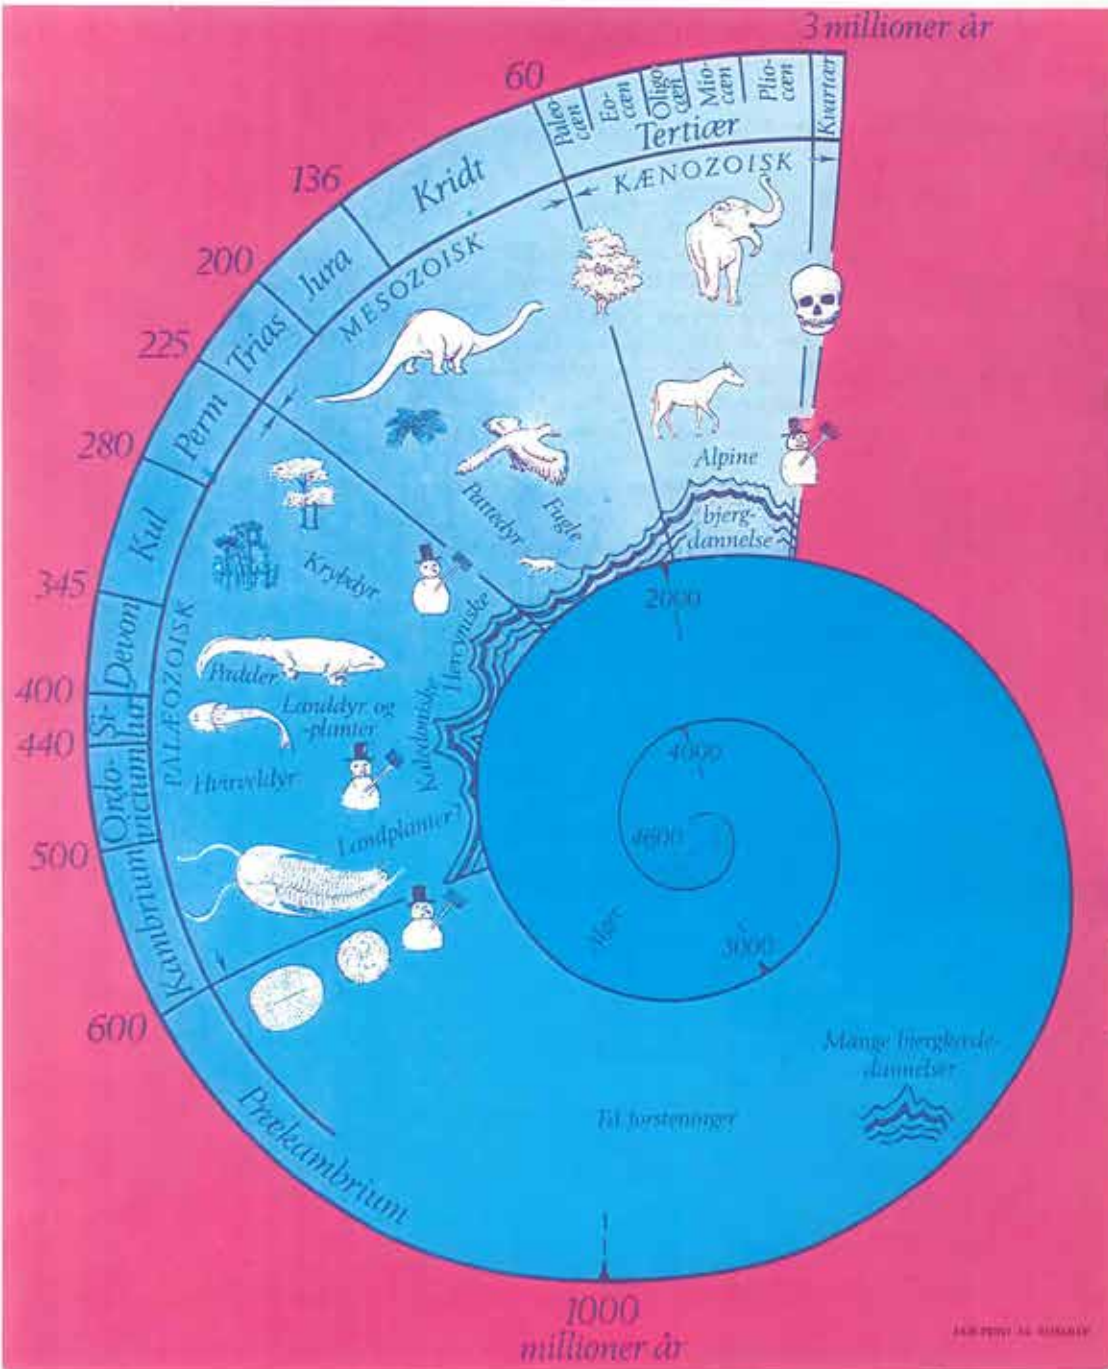 3 millioner år
60
Paleo-
cæn
Eo-
cæn
Oligo
cæn
Mio-
cæn
Plio-
cæn
Kvartær
Tertiær
KÆNOZOISK
136
Kridt
200
Jura
MESOZOISK
225
Trias
280
Perm
Kul
345
Devon
400
Si-
lur
440
Ordo-
vicium
500
Kambrium
600
PALÆOZOISK
Prækambrium
Alpine
bjerg-
dannelse
Fugle
Pattedyr
Krybdyr
Hercyniske
Padder
Landdyr og
-planter
Kaledoniske
Hvirveldyr
Landplanter?
2000
4000
4600
3000
Alger
Mange bjergkæde-
dannelser
Få forsteninger
1000
millioner år